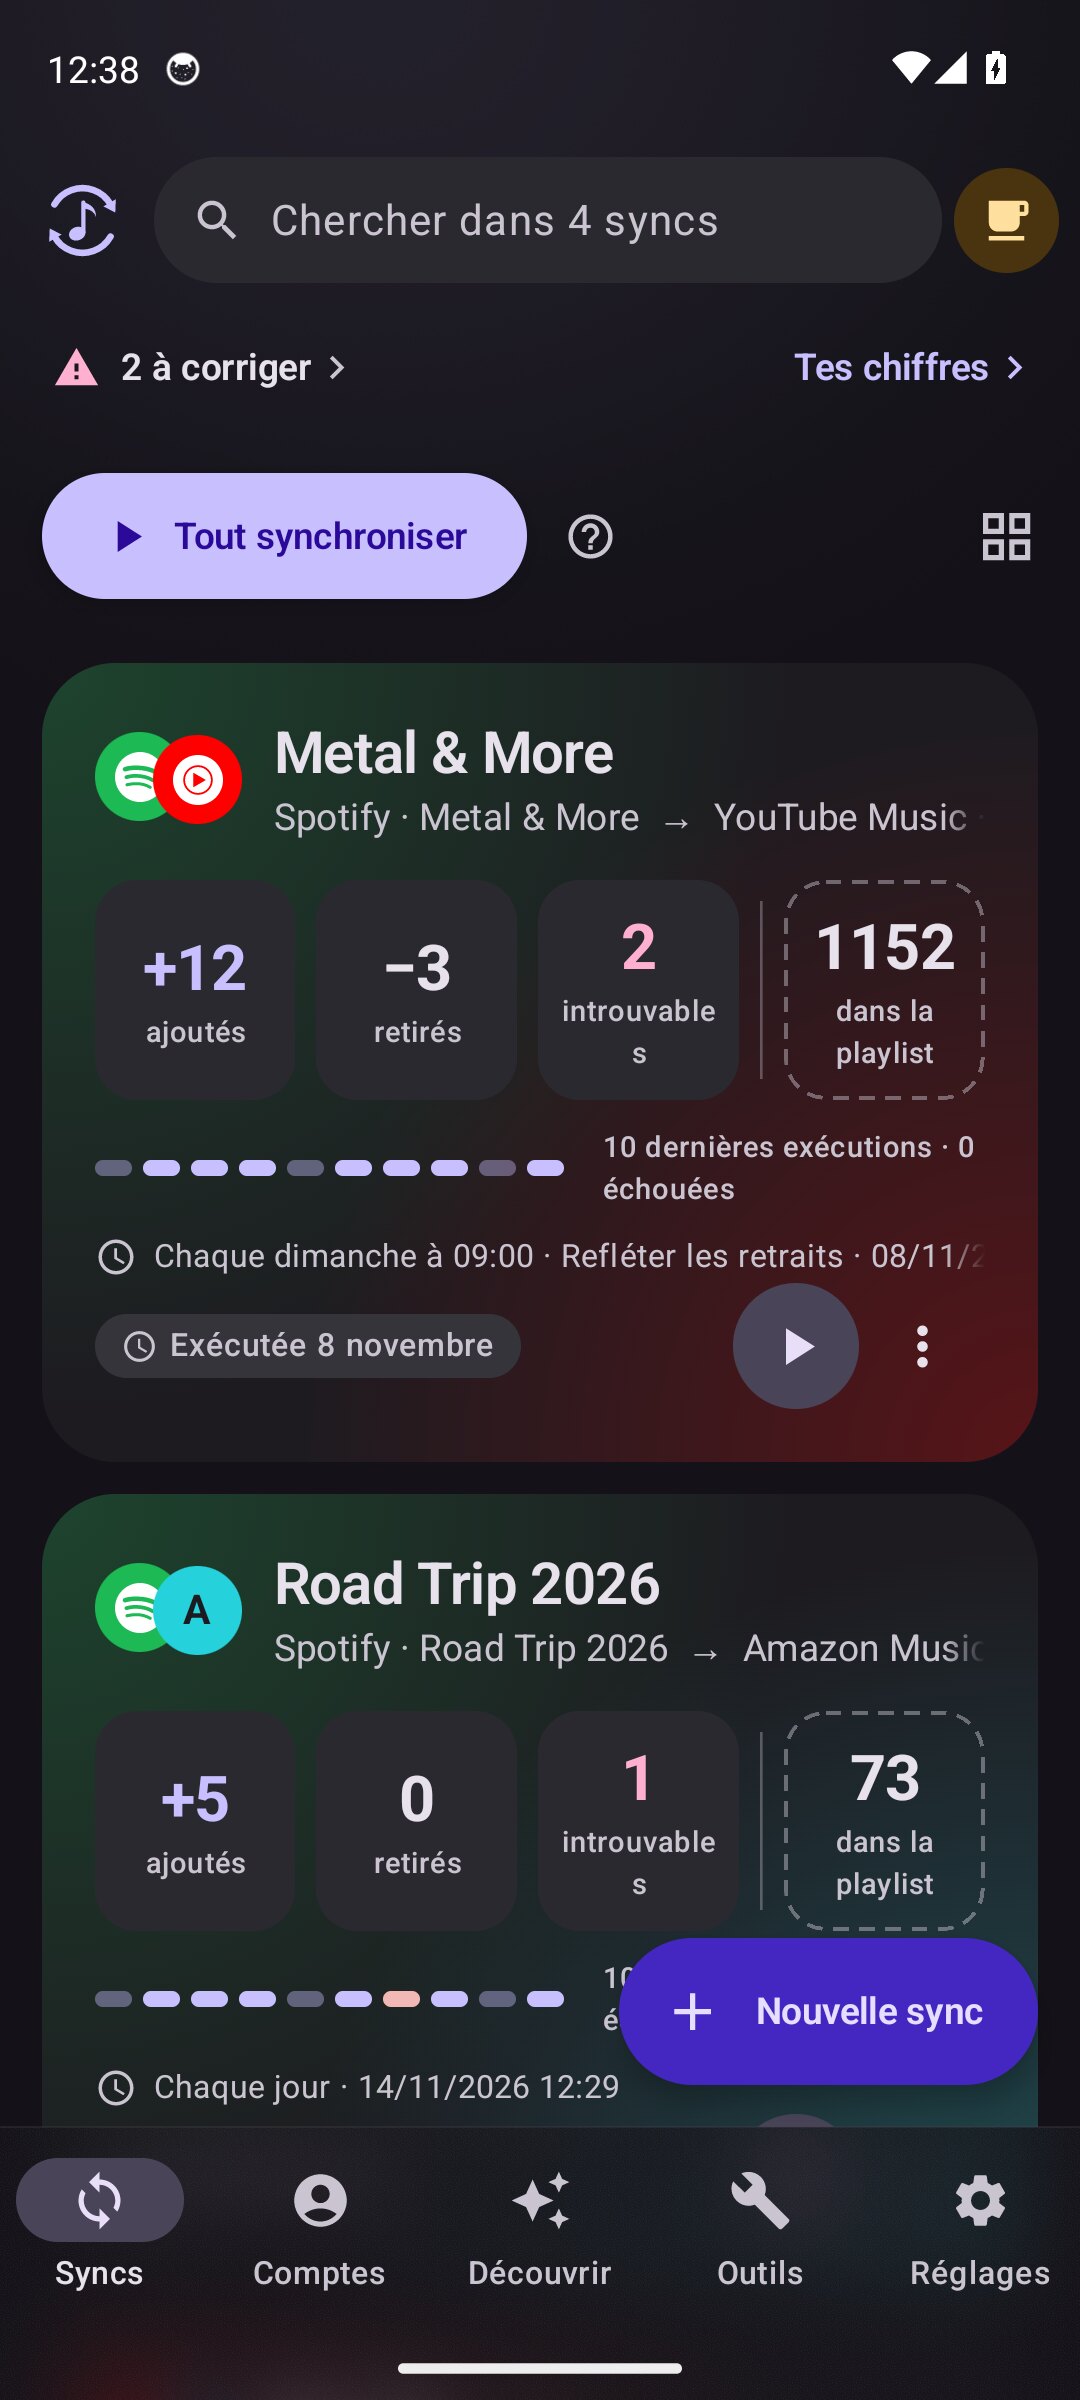 12:38
Chercher dans 4 syncs
2 à corriger
Tes chiffres
Tout synchroniser
Metal & More
Spotify · Metal & More → YouTube Music
+12
ajoutés
−3
retirés
2
introuvable
s
1152
dans la
playlist
10 dernières exécutions · 0
échouées
Chaque dimanche à 09:00 · Refléter les retraits · 08/11/2
Exécutée 8 novembre
A
Road Trip 2026
Spotify · Road Trip 2026 → Amazon Music
+5
ajoutés
0
retirés
1
introuvable
s
73
dans la
playlist
10
é
Nouvelle sync
Chaque jour · 14/11/2026 12:29
Syncs
Comptes
Découvrir
Outils
Réglages